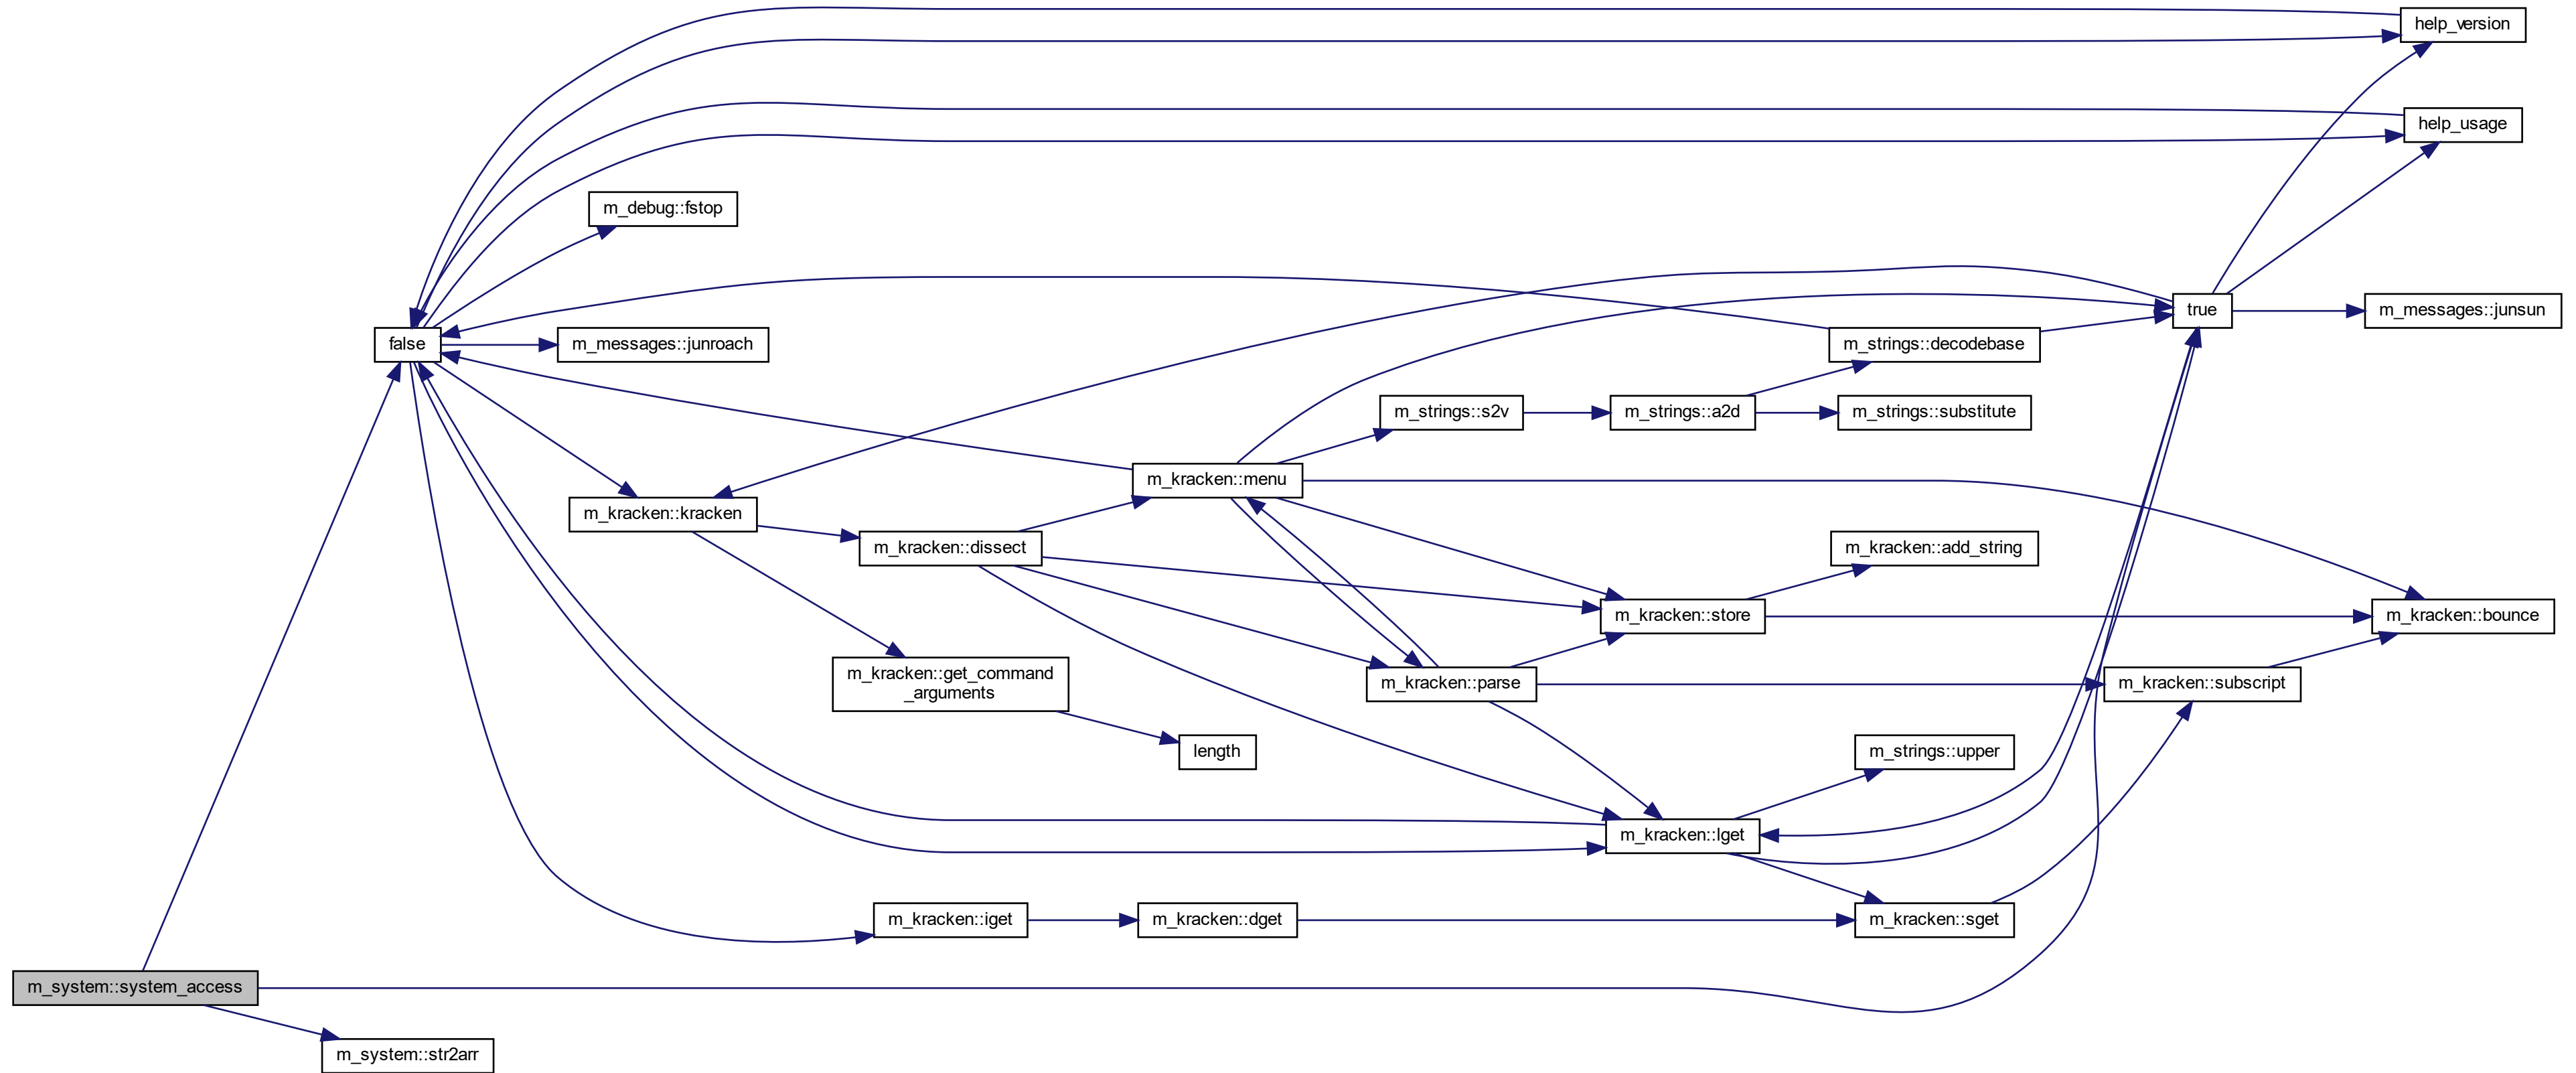 help_version
help_usage
m_debug::fstop
true
m_messages::junsun
false
m_messages::junroach
m_strings::decodebase
m_strings::s2v
m_strings::a2d
m_strings::substitute
m_kracken::menu
m_kracken::kracken
m_kracken::dissect
m_kracken::add_string
m_kracken::store
m_kracken::bounce
m_kracken::get_command
_arguments
m_kracken::parse
m_kracken::subscript
length
m_strings::upper
m_kracken::lget
m_kracken::iget
m_kracken::dget
m_kracken::sget
m_system::system_access
m_system::str2arr